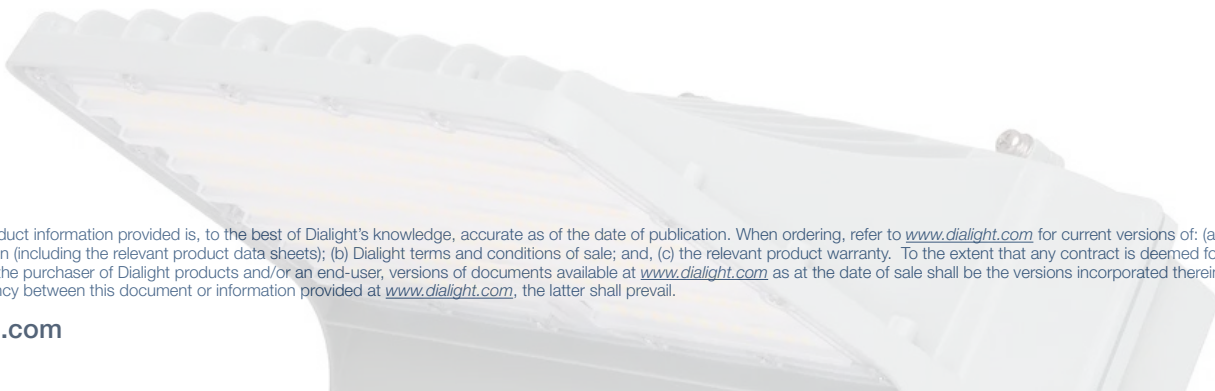 duct information provided is, to the best of Dialight's knowledge, accurate as of the date of publication. When ordering, refer to www.dialight.com for current versions of: (a
n (including the relevant product data sheets); (b) Dialight terms and conditions of sale; and, (c) the relevant product warranty. To the extent that any contract is deemed fo
the purchaser of Dialight products and/or an end-user, versions of documents available at www.dialight.com as at the date of sale shall be the versions incorporated therein
ncy between this document or information provided at www.dialight.com, the latter shall prevail.
.com